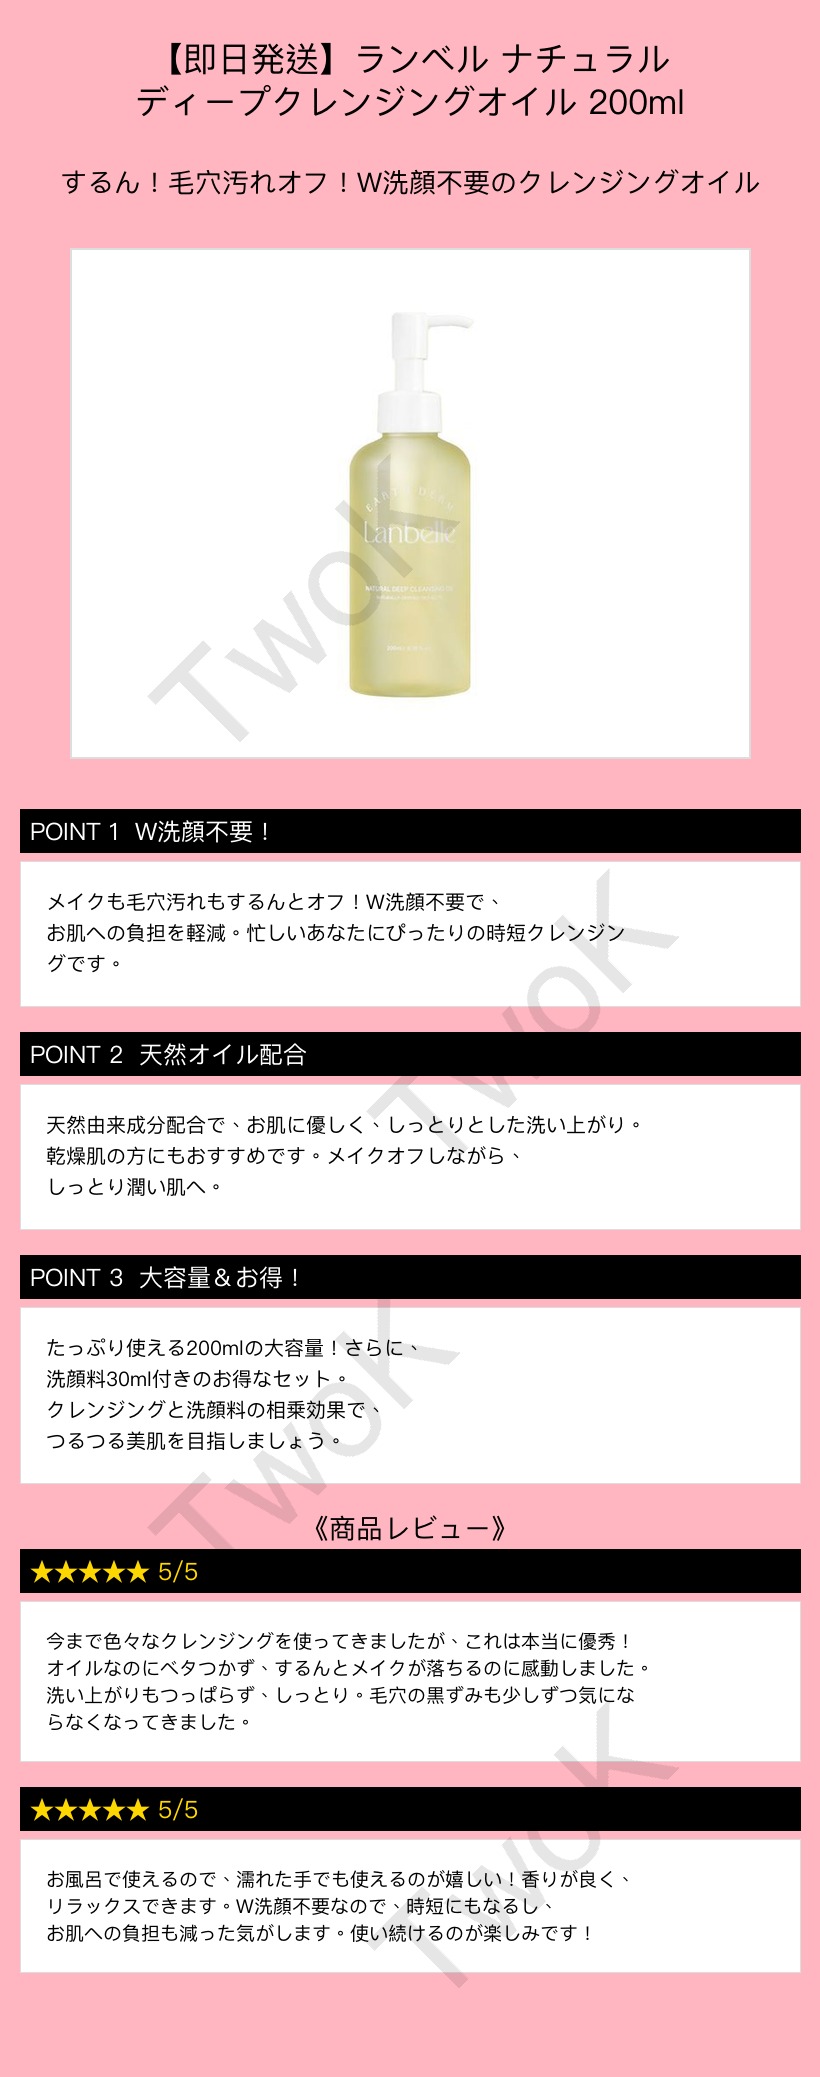 【即日発送】ランベル ナチュラル
ディープクレンジングオイル 200ml
するん！毛穴汚れオフ！W洗顔不要のクレンジングオイル
EARTH DERM
Lanbelle
NATURAL DEEP CLEANSING OIL
TwoK
POINT 1 W洗顔不要！
メイクも毛穴汚れもするんとオフ！W洗顔不要で、
お肌への負担を軽減。忙しいあなたにぴったりの時短クレンジン
グです。
TwoK
POINT 2 天然オイル配合
天然由来成分配合で、お肌に優しく、しっとりとした洗い上がり。
乾燥肌の方にもおすすめです。メイクオフしながら、
しっとり潤い肌へ。
POINT 3 大容量＆お得！
たっぷり使える200mlの大容量！さらに、
洗顔料30ml付きのお得なセット。
クレンジングと洗顔料の相乗効果で、
つるつる美肌を目指しましょう。
TwoK
《商品レビュー》
★★★★★ 5/5
今まで色々なクレンジングを使ってきましたが、これは本当に優秀！
オイルなのにベタつかず、するんとメイクが落ちるのに感動しました。
洗い上がりもつっぱらず、しっとり。毛穴の黒ずみも少しずつ気にな
らなくなってきました。
TwoK
★★★★★ 5/5
お風呂で使えるので、濡れた手でも使えるのが嬉しい！香りが良く、
リラックスできます。W洗顔不要なので、時短にもなるし、
お肌への負担も減った気がします。使い続けるのが楽しみです！